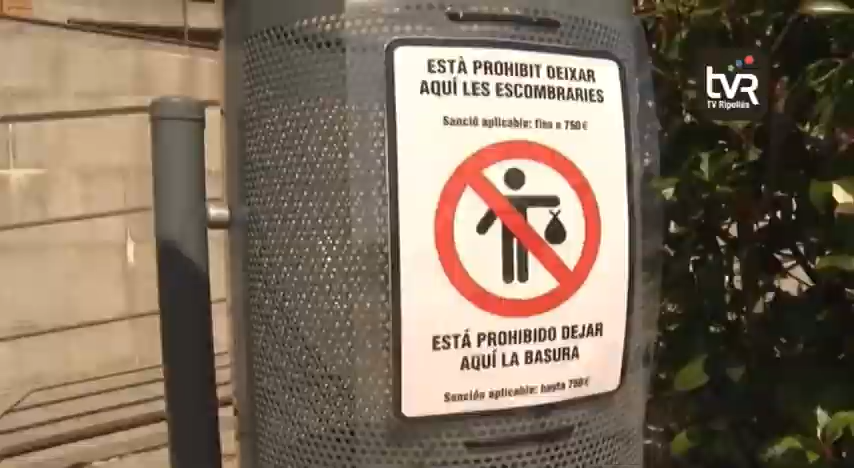 ESTÀ PROHIBIT DEIXAR
AQUÍ LES ESCOMBRARIES
Sanció aplicable: fins a 750 €
ESTÁ PROHIBIDO DEJAR
AQUÍ LA BASURA
Sanción aplicable: hasta 750 €
tvR
TV Ripollès